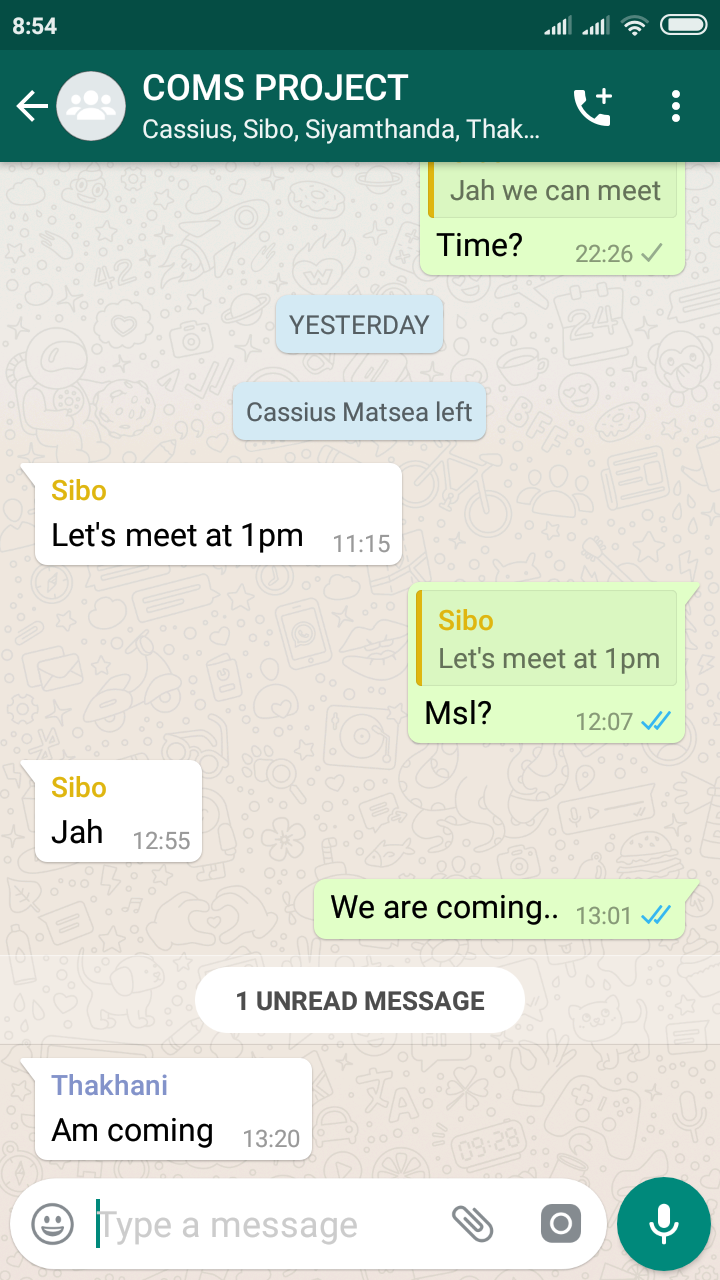 8:54
COMS PROJECT
Cassius, Sibo, Siyamthanda, Thak...
Jah we can meet
Time? 22:26
YESTERDAY
Cassius Matsea left
Sibo
Let's meet at 1pm 11:15
Sibo
Let's meet at 1pm
Msl? 12:07
Sibo
Jah 12:55
We are coming.. 13:01
1 UNREAD MESSAGE
Thakhani
Am coming 13:20
Type a message